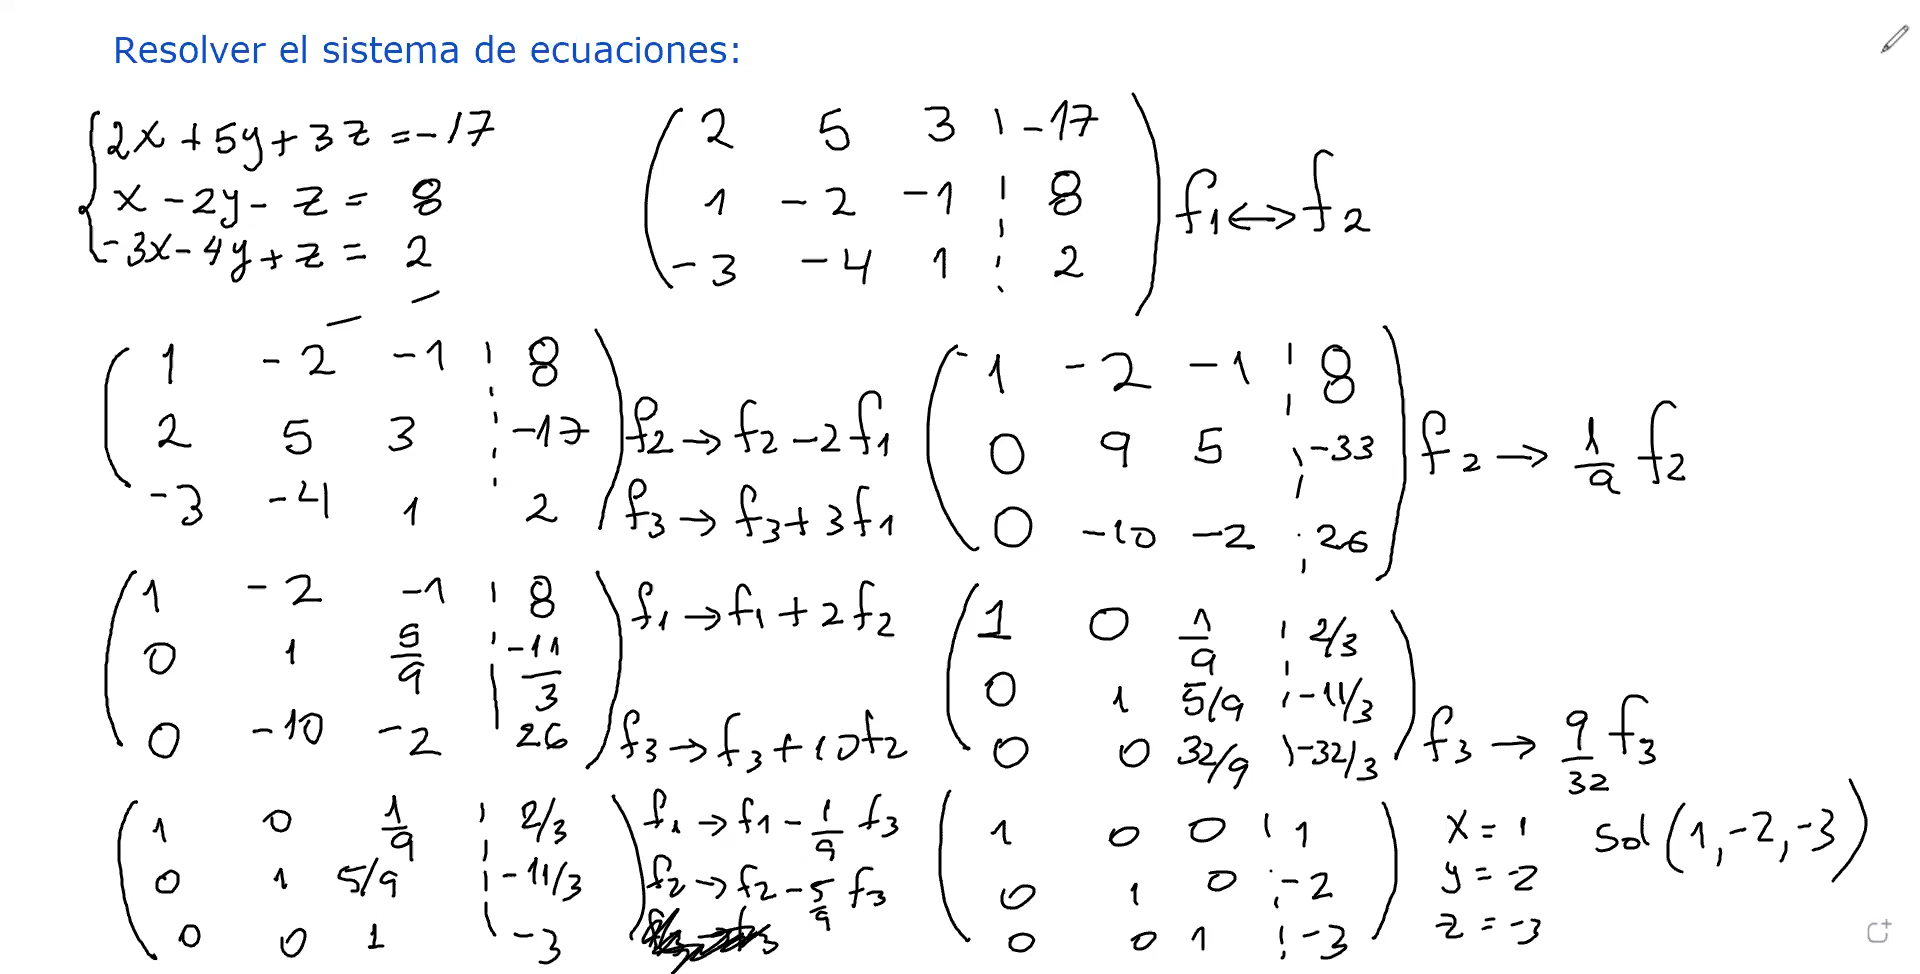 Resolver el sistema de ecuaciones:
2x + 5y + 3z = -17
x - 2y - z = 8
-3x - 4y + z = 2
2 5 3 ¦ -17
1 -2 -1 ¦ 8
-3 -4 1 ¦ 2
f1 ↔ f2
1 -2 -1 ¦ 8
2 5 3 ¦ -17
-3 -4 1 2
f2 → f2 - 2f1
f3 → f3 + 3f1
1 -2 -1 ¦ 8
0 9 5 ¦ -33
0 -10 -2 ¦ 26
f2 → 1/9 f2
1 -2 -1 ¦ 8
0 1 5/9 ¦ -11/3
0 -10 -2 26
f1 → f1 + 2f2
f3 → f3 + 10f2
1 0 1/9 ¦ 2/3
0 1 5/9 ¦ -11/3
0 0 32/9 ¦ -32/3
f3 → 9/32 f3
1 0 1/9 ¦ 2/3
0 1 5/9 ¦ -11/3
0 0 1 ¦ -3
f1 → f1 - 1/9 f3
f2 → f2 - 5/9 f3
1 0 0 ¦ 1
0 1 0 ¦ -2
0 0 1 ¦ -3
x = 1
y = -2
z = -3
Sol (1, -2, -3)